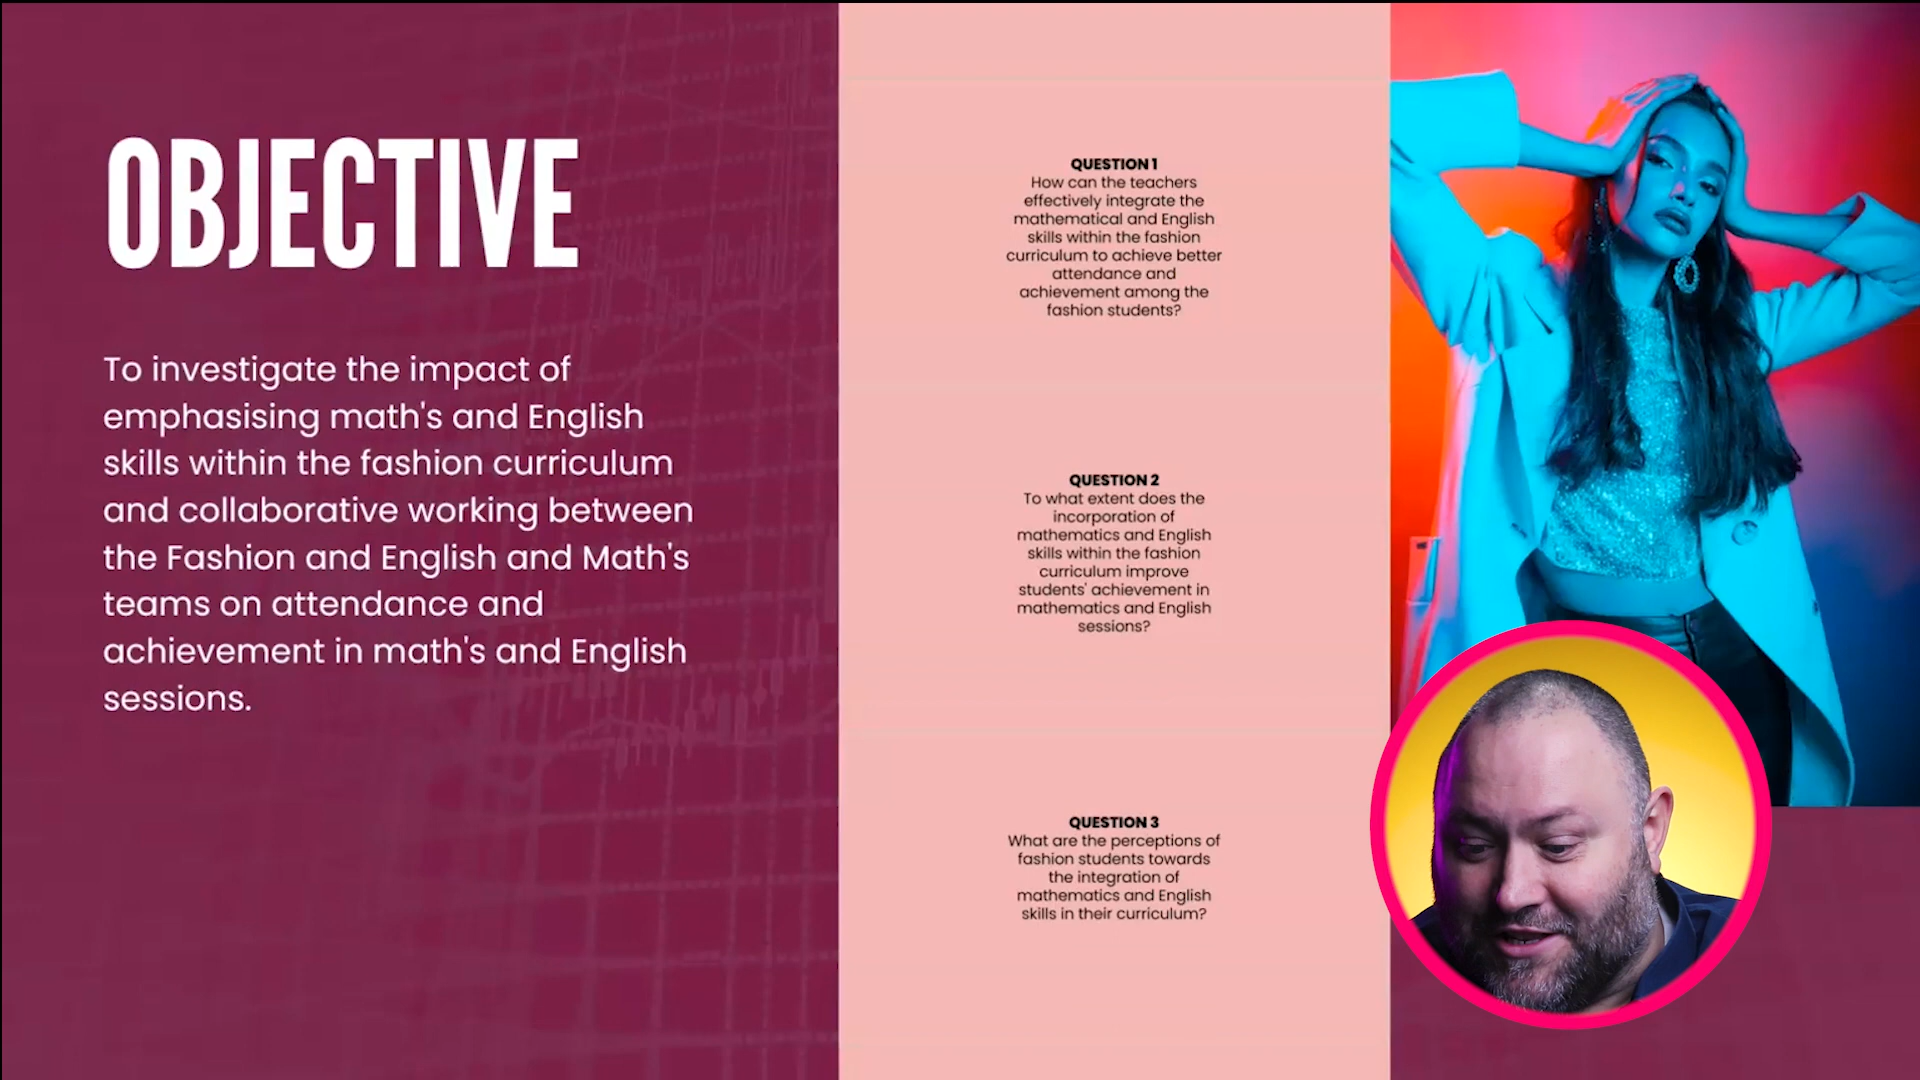 OBJECTIVE
To investigate the impact of
emphasising math's and English
skills within the fashion curriculum
and collaborative working between
the Fashion and English and Math's
teams on attendance and
achievement in math's and English
sessions.
QUESTION 1
How can the teachers
effectively integrate the
mathematical and English
skills within the fashion
curriculum to achieve better
attendance and
achievement among the
fashion students?
QUESTION 2
To what extent does the
incorporation of
mathematics and English
skills within the fashion
curriculum improve
students' achievement in
mathematics and English
sessions?
QUESTION 3
What are the perceptions of
fashion students towards
the integration of
mathematics and English
skills in their curriculum?